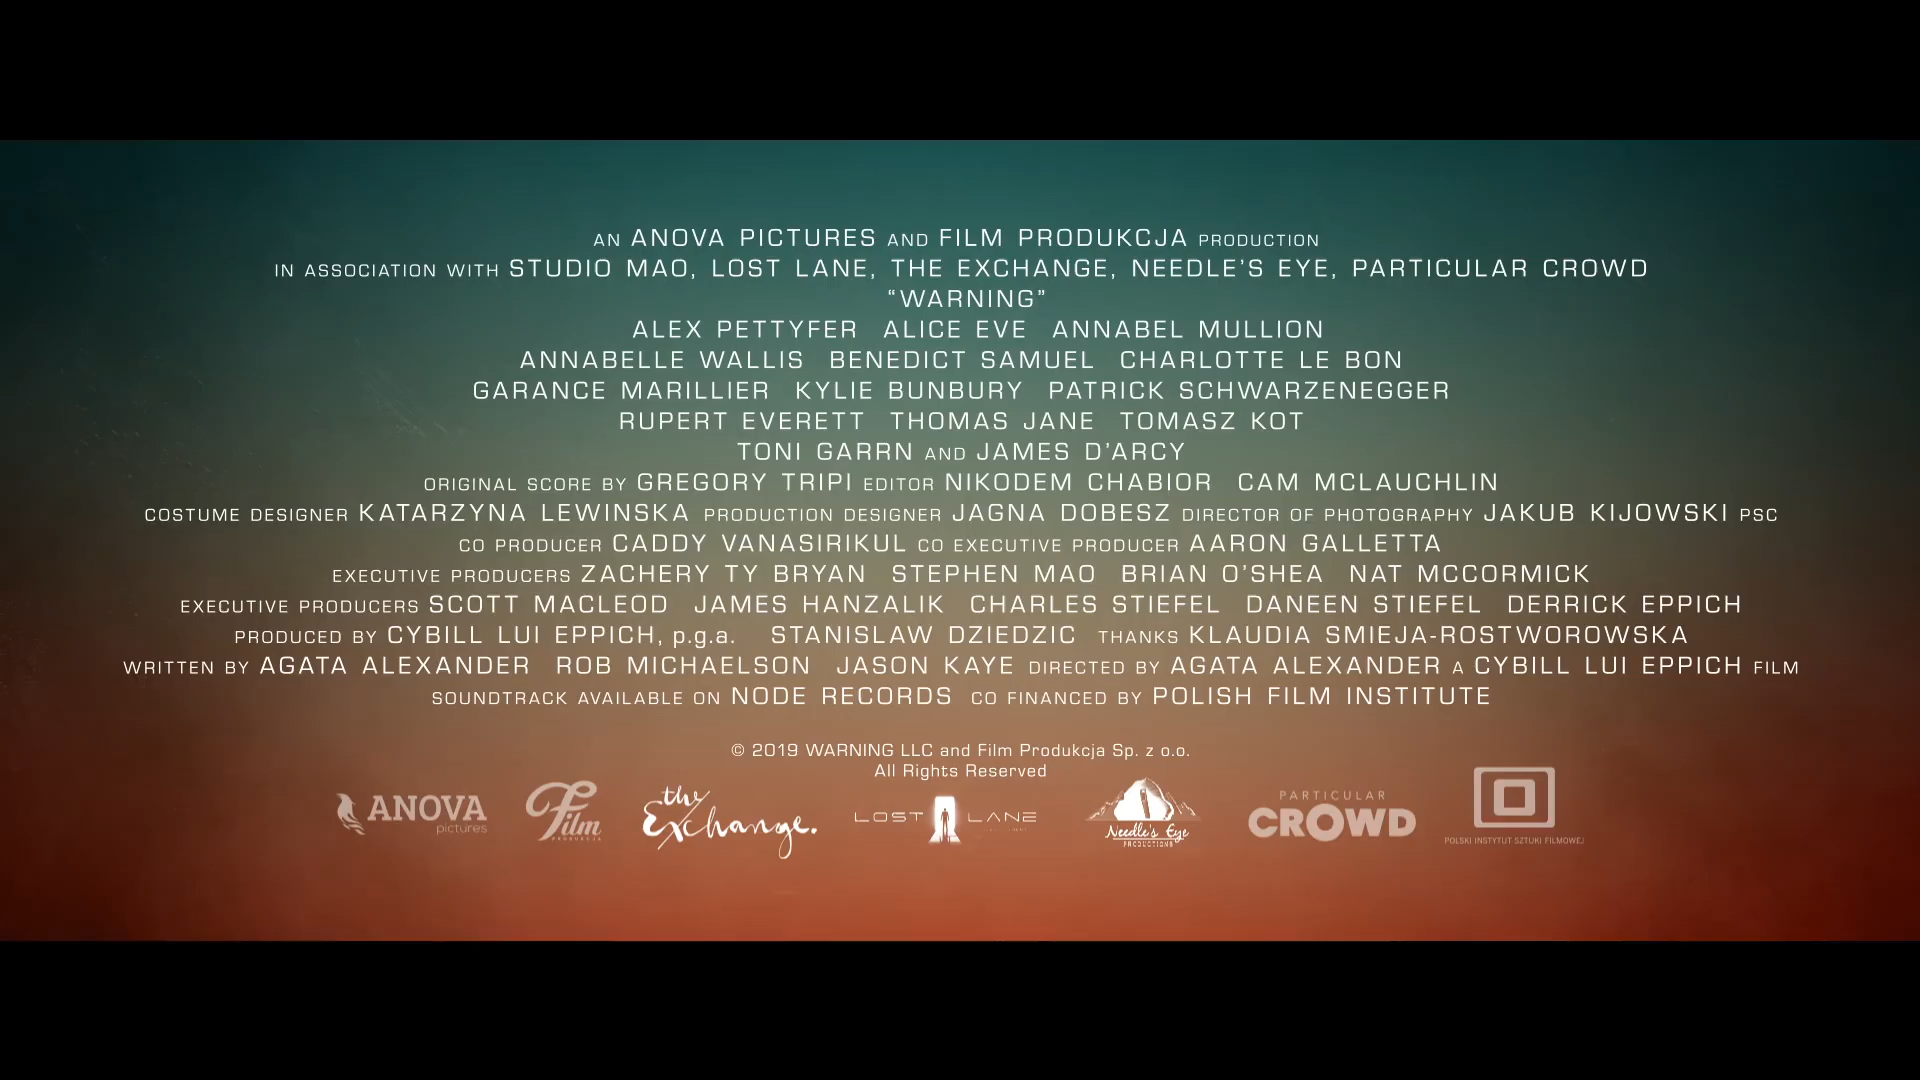 AN ANOVA PICTURES AND FILM PRODUKCJA PRODUCTION
IN ASSOCIATION WITH STUDIO MAO, LOST LANE, THE EXCHANGE, NEEDLE’S EYE, PARTICULAR CROWD
“WARNING”
ALEX PETTYFER ALICE EVE ANNABEL MULLION
ANNABELLE WALLIS BENEDICT SAMUEL CHARLOTTE LE BON
GARANCE MARILLIER KYLIE BUNBURY PATRICK SCHWARZENEGGER
RUPERT EVERETT THOMAS JANE TOMASZ KOT
TONI GARRN AND JAMES D’ARCY
ORIGINAL SCORE BY GREGORY TRIPI EDITOR NIKODEM CHABIOR CAM MCLAUCHLIN
COSTUME DESIGNER KATARZYNA LEWINSKA PRODUCTION DESIGNER JAGNA DOBESZ DIRECTOR OF PHOTOGRAPHY JAKUB KIJOWSKI PSC
CO PRODUCER CADDY VANASIRIKUL CO EXECUTIVE PRODUCER AARON GALLETTA
EXECUTIVE PRODUCERS ZACHERY TY BRYAN STEPHEN MAO BRIAN O’SHEA NAT MCCORMICK
EXECUTIVE PRODUCERS SCOTT MACLEOD JAMES HANZALIK CHARLES STIEFEL DANEEN STIEFEL DERRICK EPPICH
PRODUCED BY CYBILL LUI EPPICH, p.g.a. STANISLAW DZIEDZIC THANKS KLAUDIA SMIEJA-ROSTWOROWSKA
WRITTEN BY AGATA ALEXANDER ROB MICHAELSON JASON KAYE DIRECTED BY AGATA ALEXANDER A CYBILL LUI EPPICH FILM
SOUNDTRACK AVAILABLE ON NODE RECORDS CO FINANCED BY POLISH FILM INSTITUTE
© 2019 WARNING LLC and Film Produkcja Sp. z o.o.
All Rights Reserved
ANOVA
pictures
Film
PRODUKCJA
the
Exchange.
LOST LANE
Needle's Eye
PRODUCTIONS
PARTICULAR
CROWD
POLSKI INSTYTUT SZTUKI FILMOWEJ